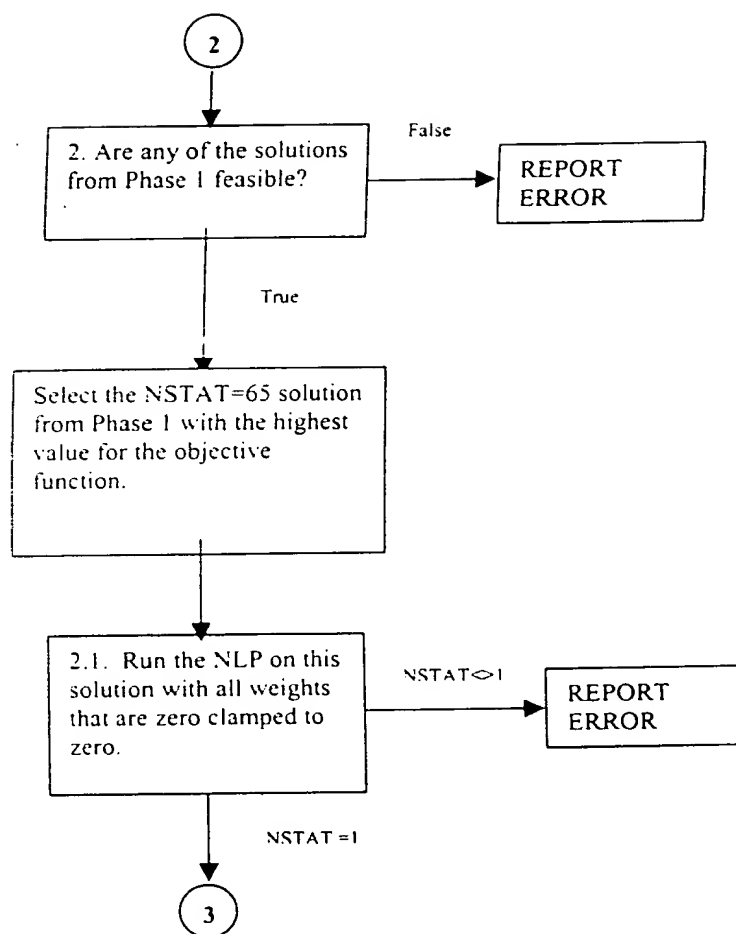 2
2. Are any of the solutions
from Phase 1 feasible?
False
REPORT
ERROR
True
Select the NSTAT=65 solution
from Phase 1 with the highest
value for the objective
function.
2.1. Run the NLP on this
solution with all weights
that are zero clamped to
zero.
NSTAT<>1
REPORT
ERROR
NSTAT=1
3